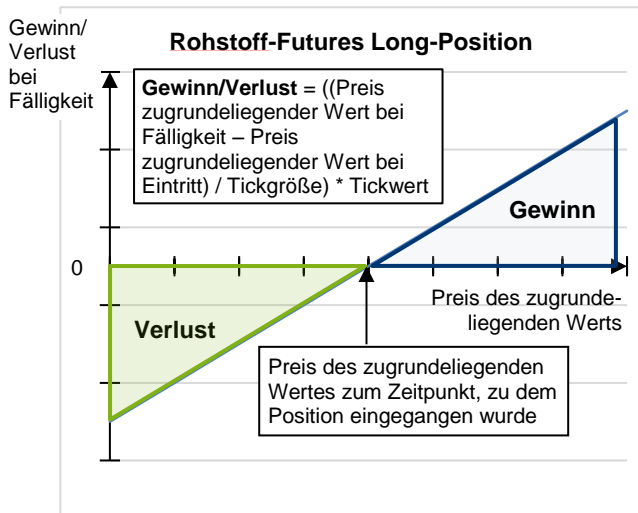 Gewinn/
Verlust
bei
Fälligkeit
Rohstoff-Futures Long-Position
Gewinn/Verlust = ((Preis
zugrundeliegender Wert bei
Fälligkeit – Preis
zugrundeliegender Wert bei
Eintritt) / Tickgröße) * Tickwert
Gewinn
0
Preis des zugrunde-
liegenden Werts
Verlust
Preis des zugrundeliegenden
Wertes zum Zeitpunkt, zu dem
Position eingegangen wurde